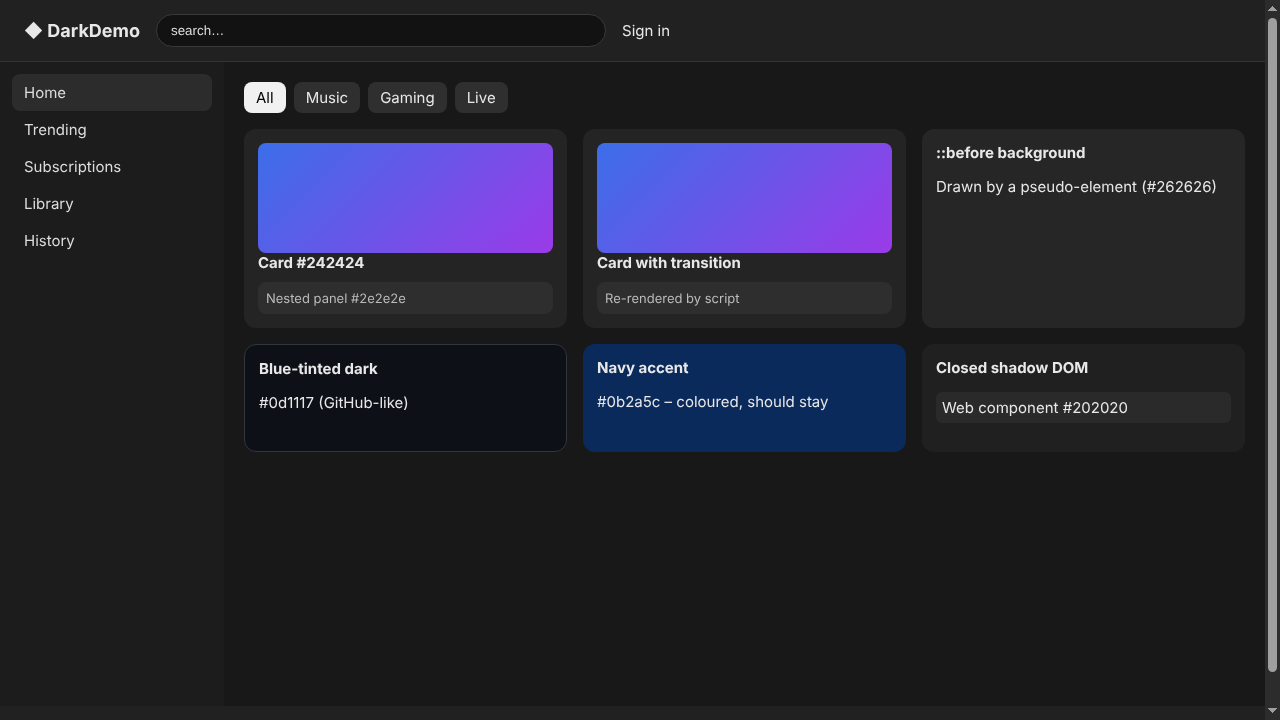 ◆ DarkDemo
search…
Sign in
Home
Trending
Subscriptions
Library
History
All
Music
Gaming
Live
Card #242424
Nested panel #2e2e2e
Card with transition
Re-rendered by script
::before background
Drawn by a pseudo-element (#262626)
Blue-tinted dark
#0d1117 (GitHub-like)
Navy accent
#0b2a5c – coloured, should stay
Closed shadow DOM
Web component #202020